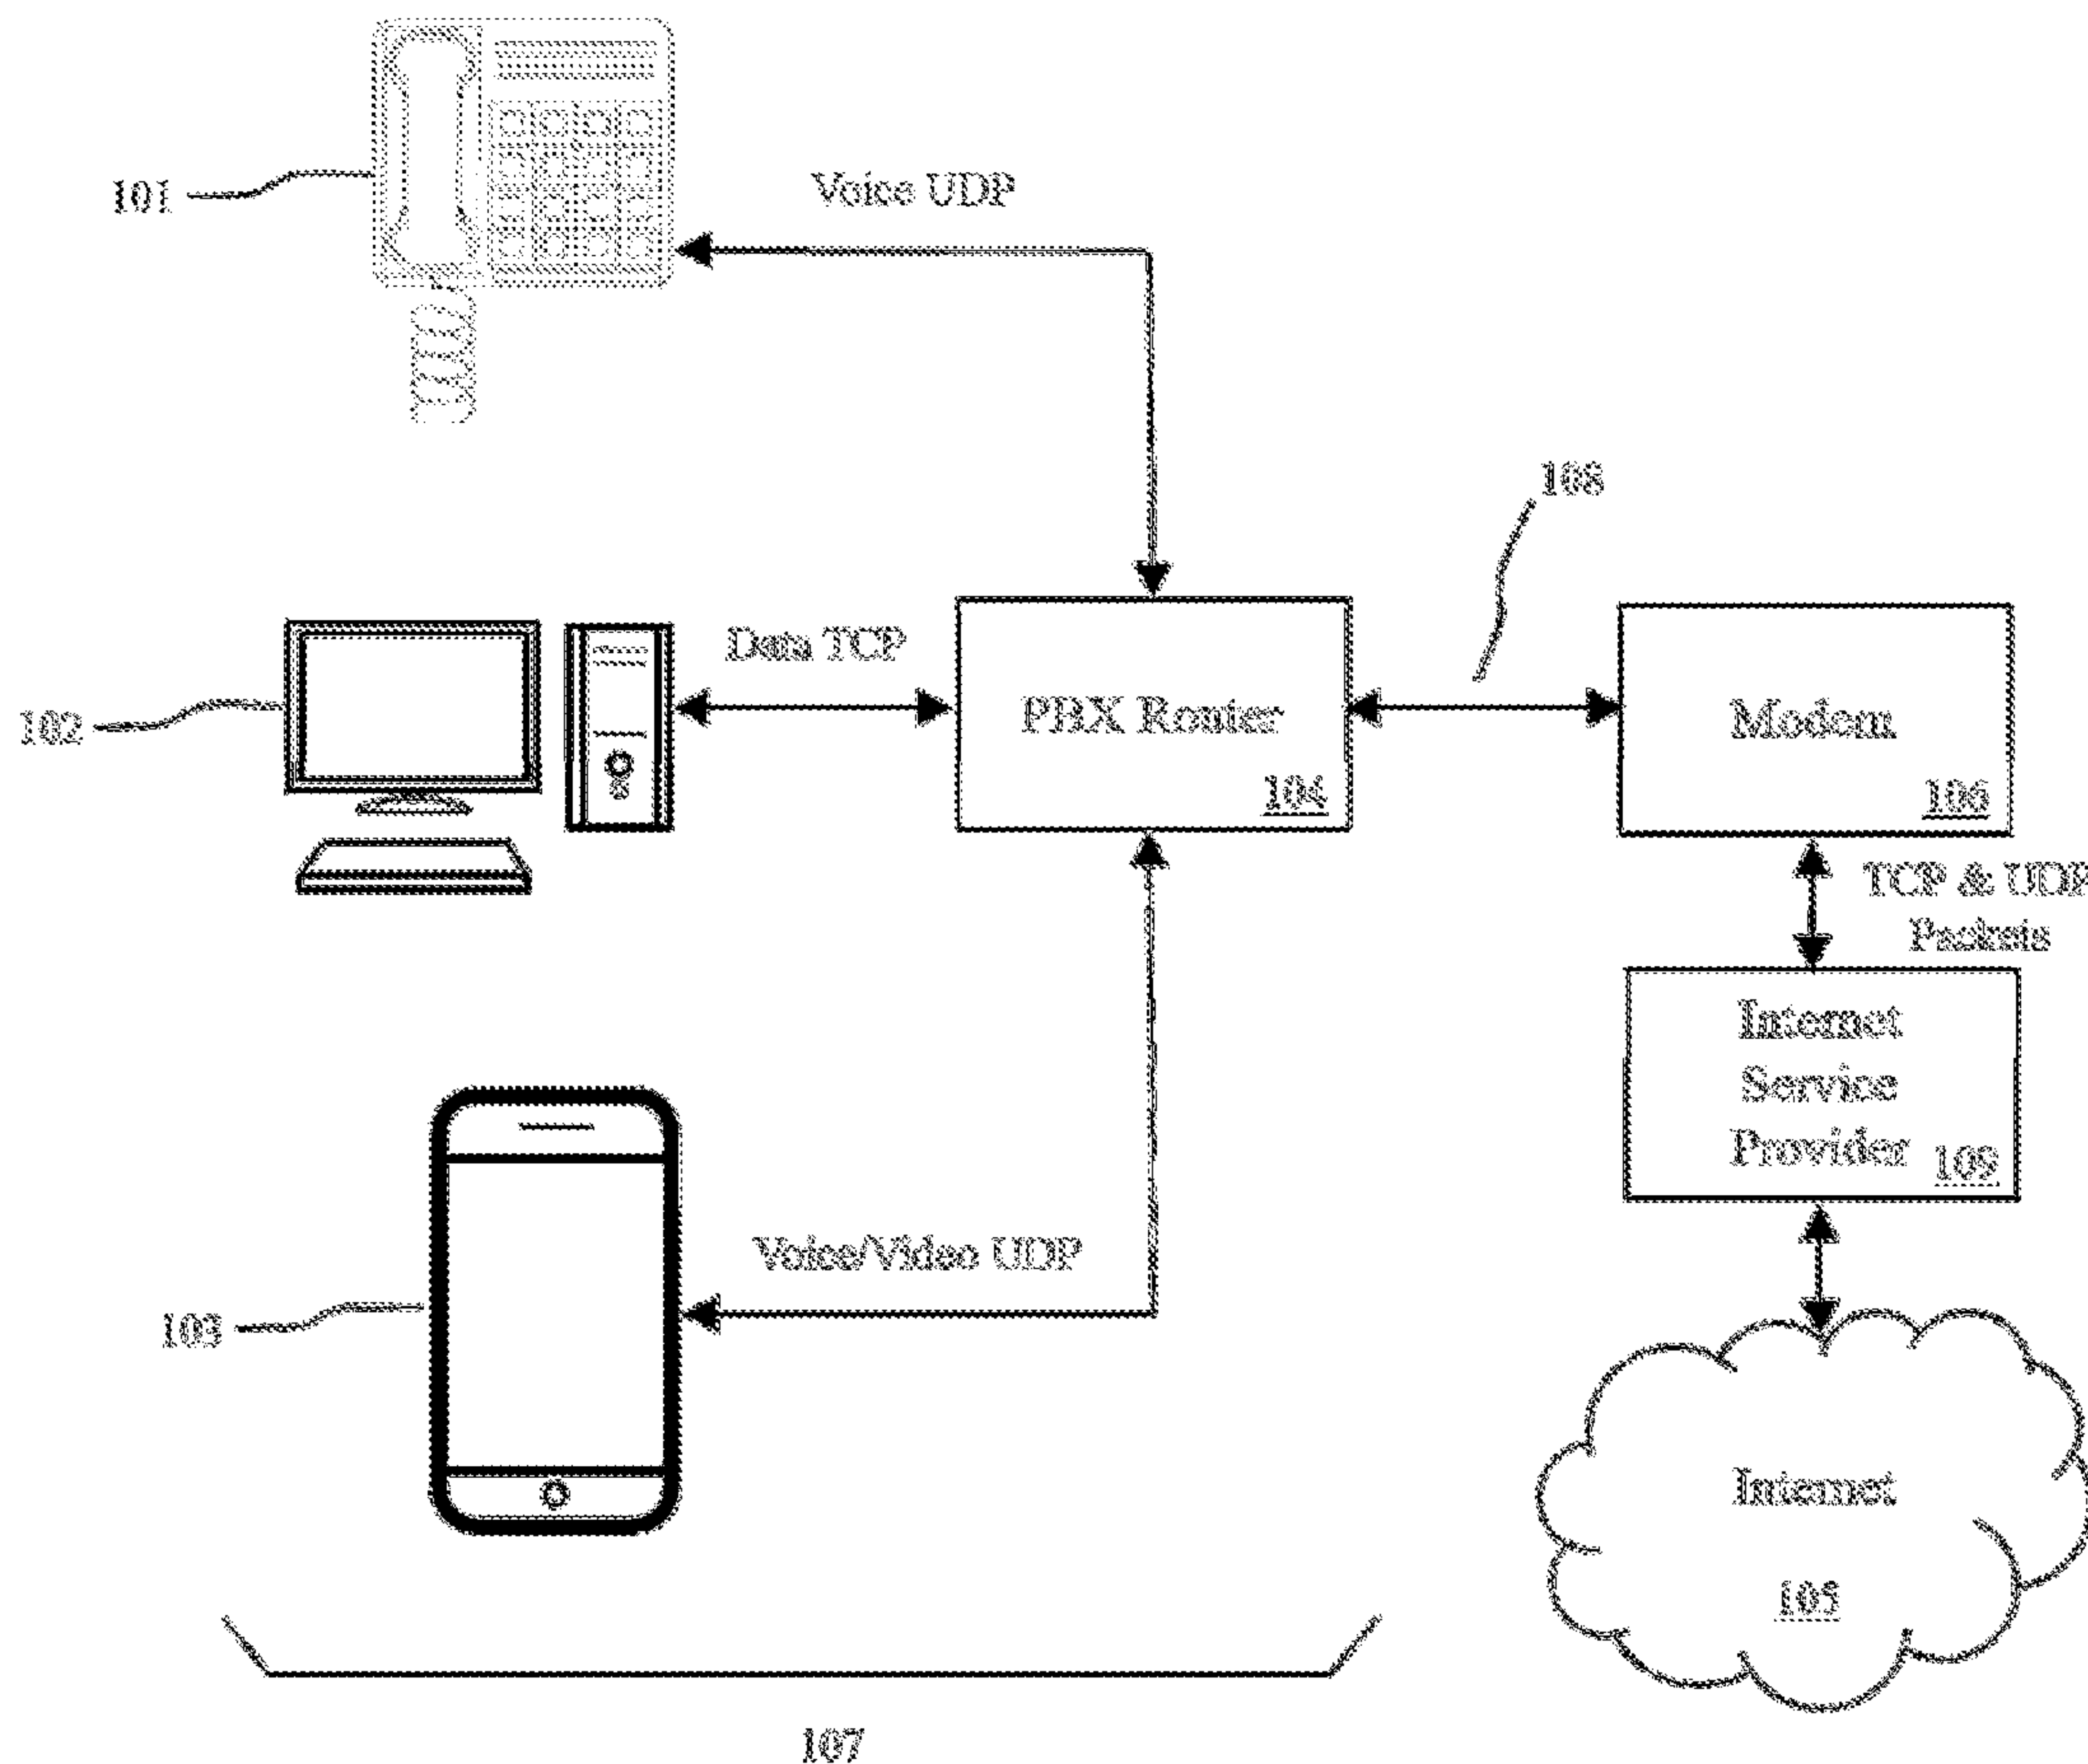 Voice UDP
101
108
Data TCP
102
PBX Router
104
Modem
106
TCP & UDP
Packets
Internet
Service
Provider 109
Voice/Video UDP
103
Internet
105
107